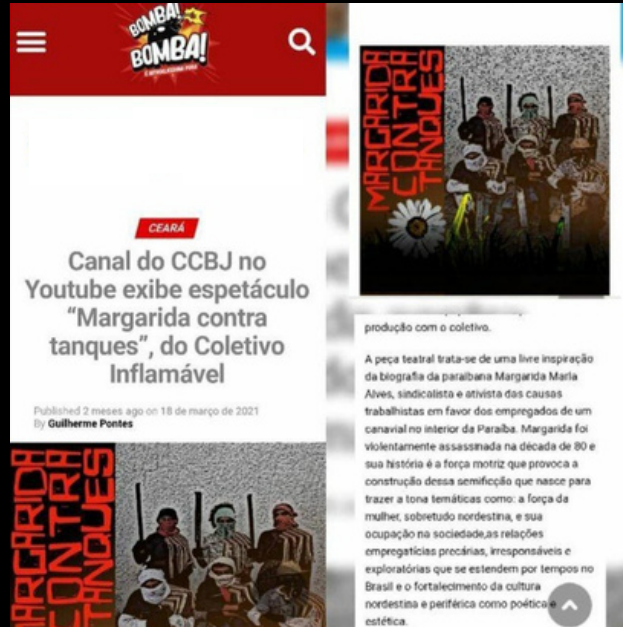 BOMBA!
BOMBA!
CEARÁ
Canal do CCBJ no
Youtube exibe espetáculo
“Margarida contra
tanques”, do Coletivo
Inflamável
Published 2 meses ago on 18 de março de 2021
By Guilherme Pontes
MARGARIDA
CONTRA
TANQUES
MARGARIDA
CONTRA
TANQUES
produção com o coletivo.
A peça teatral trata-se de uma livre inspiração
da biografia da paraibana Margarida Maria
Alves, sindicalista e ativista das causas
trabalhistas em favor dos empregados de um
canavial no interior da Paraíba. Margarida foi
violentamente assassinada na década de 80 e
sua história é a força motriz que provoca a
construção dessa semificção que nasce para
trazer a tona temáticas como: a força da
mulher, sobretudo nordestina, e sua
ocupação na sociedade,as relações
empregatícias precárias, irresponsáveis e
exploratórias que se estendem por tempos no
Brasil e o fortalecimento da cultura
nordestina e periférica como poética e
estética.